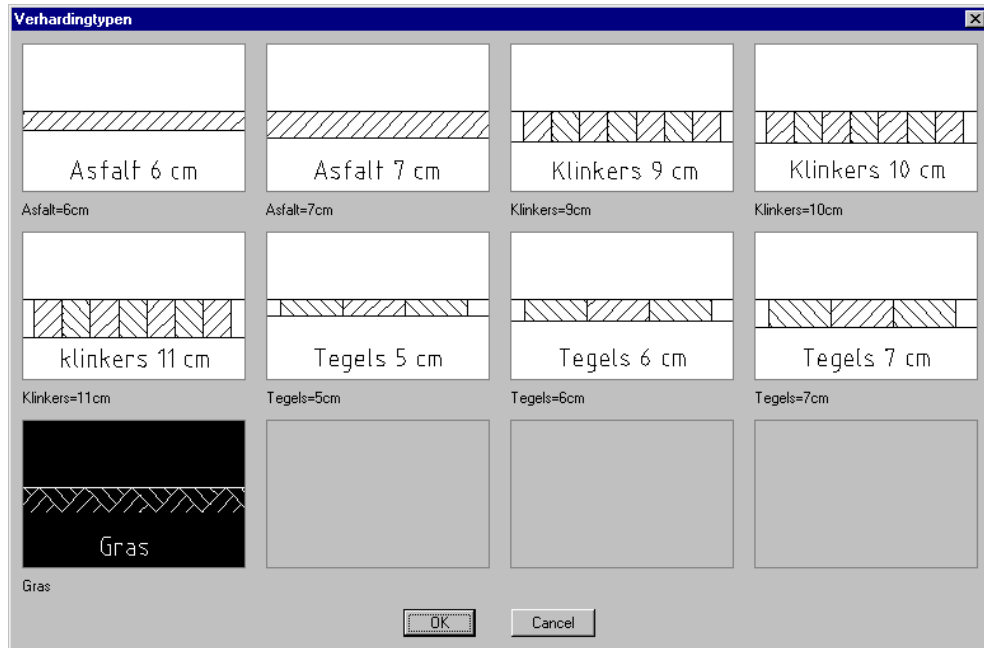 Verhardingtypen
Asfalt 6 cm
Asfalt 7 cm
Klinkers 9 cm
Klinkers 10 cm
Asfalt=6cm
Asfalt=7cm
Klinkers=9cm
Klinkers=10cm
klinkers 11 cm
Tegels 5 cm
Tegels 6 cm
Tegels 7 cm
Klinkers=11cm
Tegels=5cm
Tegels=6cm
Tegels=7cm
Gras
Gras
OK
Cancel